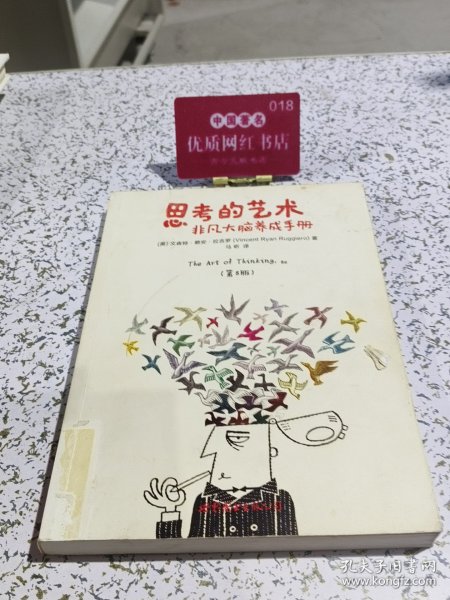 018
中国著名
优质网红书店
思考的艺术
非凡大脑养成手册
(美) 文森特·赖安·拉吉罗 (Vincent Ryan Ruggiero) 著
马昕 译
The Art of Thinking, 8e
(第8版)
孔夫子旧书网
www.kongfz.com